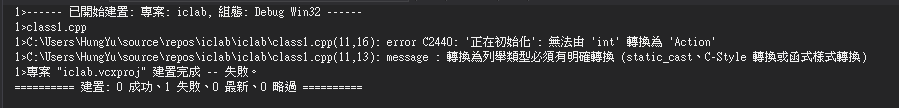 1>------ 已開始建置: 專案: iclab, 組態: Debug Win32 ------
1>class1.cpp
1>C:\Users\HungYu\source\repos\iclab\iclab\class1.cpp(11,16): error C2440: '正在初始化': 無法由 'int' 轉換為 'Action'
1>C:\Users\HungYu\source\repos\iclab\iclab\class1.cpp(11,13): message : 轉換為列舉類型必須有明確轉換 (static_cast、C-Style 轉換或函式樣式轉換)
1>專案 "iclab.vcxproj" 建置完成 -- 失敗。
========== 建置: 0 成功、1 失敗、0 最新、0 略過 ==========